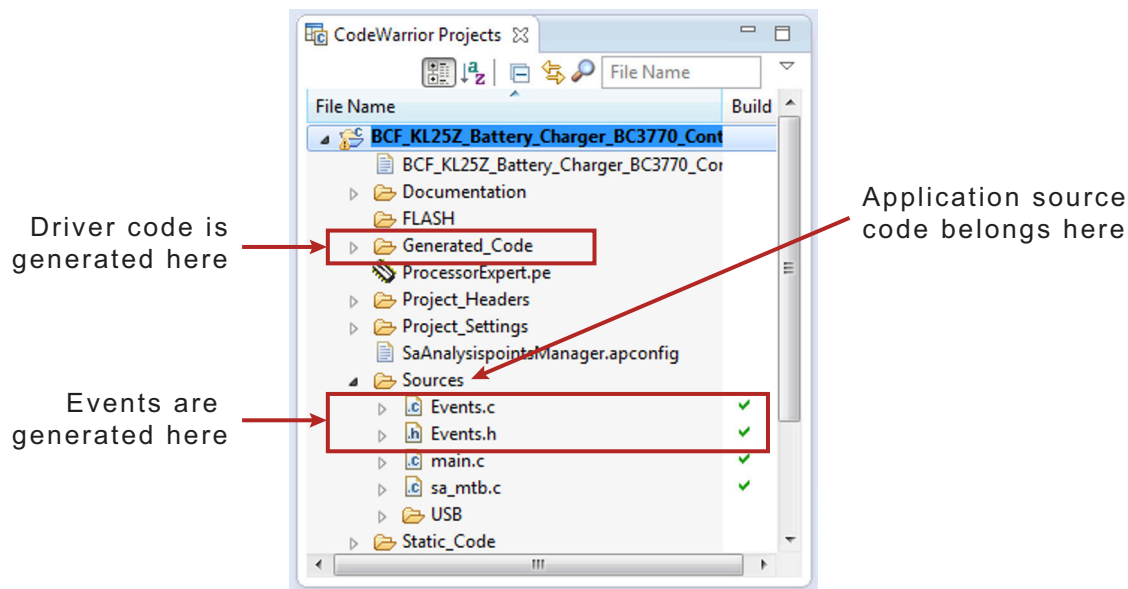 CodeWarrior Projects
File Name
File Name
Build
BCF_KL25Z_Battery_Charger_BC3770_Cont
BCF_KL25Z_Battery_Charger_BC3770_Cor
Documentation
FLASH
Generated_Code
ProcessorExpert.pe
Project_Headers
Project_Settings
SaAnalysispointsManager.apconfig
Sources
Events.c
Events.h
main.c
sa_mtb.c
USB
Static_Code
Driver code is
generated here
Events are
generated here
Application source
code belongs here